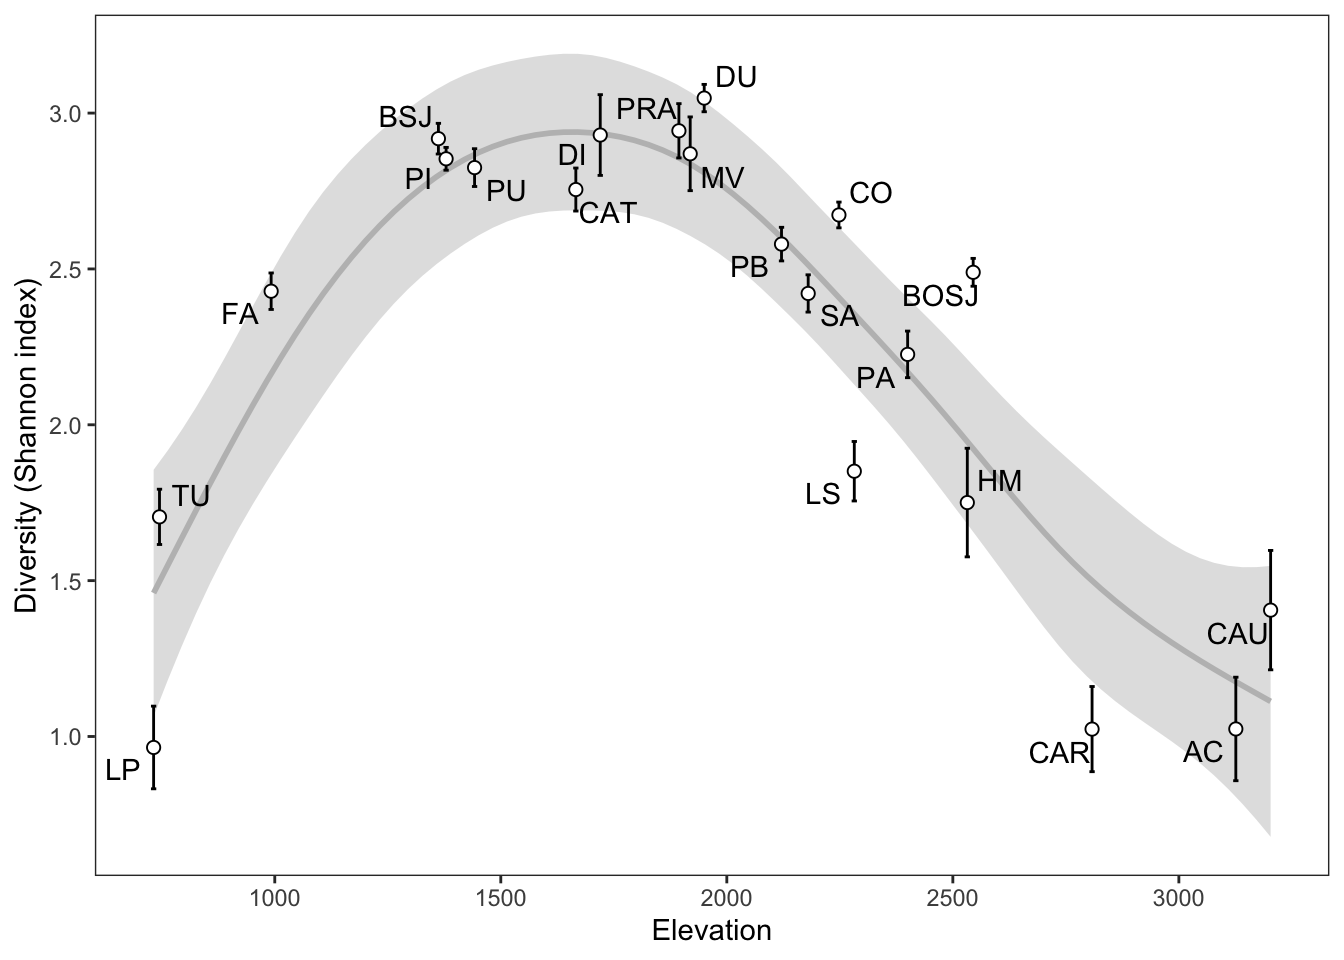 DU
3.0
PRA
BSJ
DI
PI
MV
PU
CO
CAT
2.5
PB
BOSJ
FA
SA
PA
2.0
TU
HM
LS
Diversity (Shannon index)
1.5
CAU
1.0
CAR
AC
LP
1000
1500
2000
2500
3000
Elevation